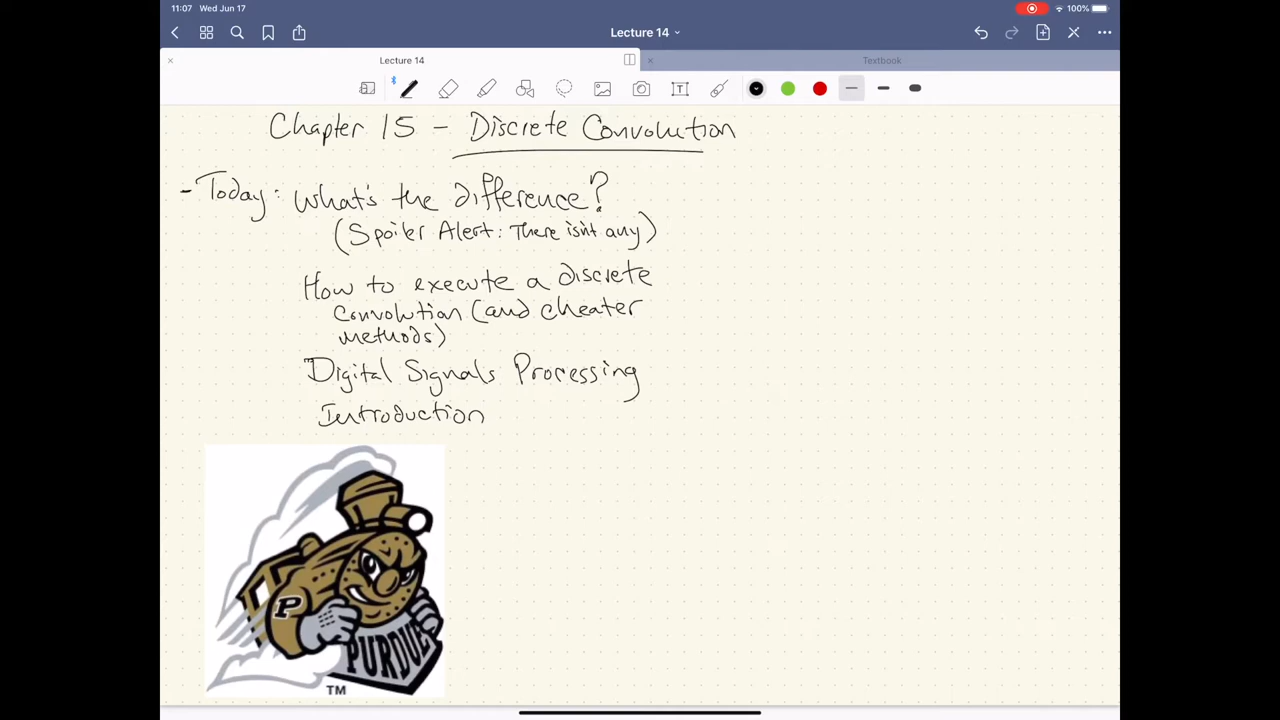 11:07 Wed Jun 17
100%
Lecture 14
Lecture 14
Textbook
T
Chapter 15 - Discrete Convolution
- Today: What's the difference?
(Spoiler Alert: There isn't any)
How to execute a discrete
convolution (and cheater
methods)
Digital Signals Processing
Introduction
P
PURDUE
TM